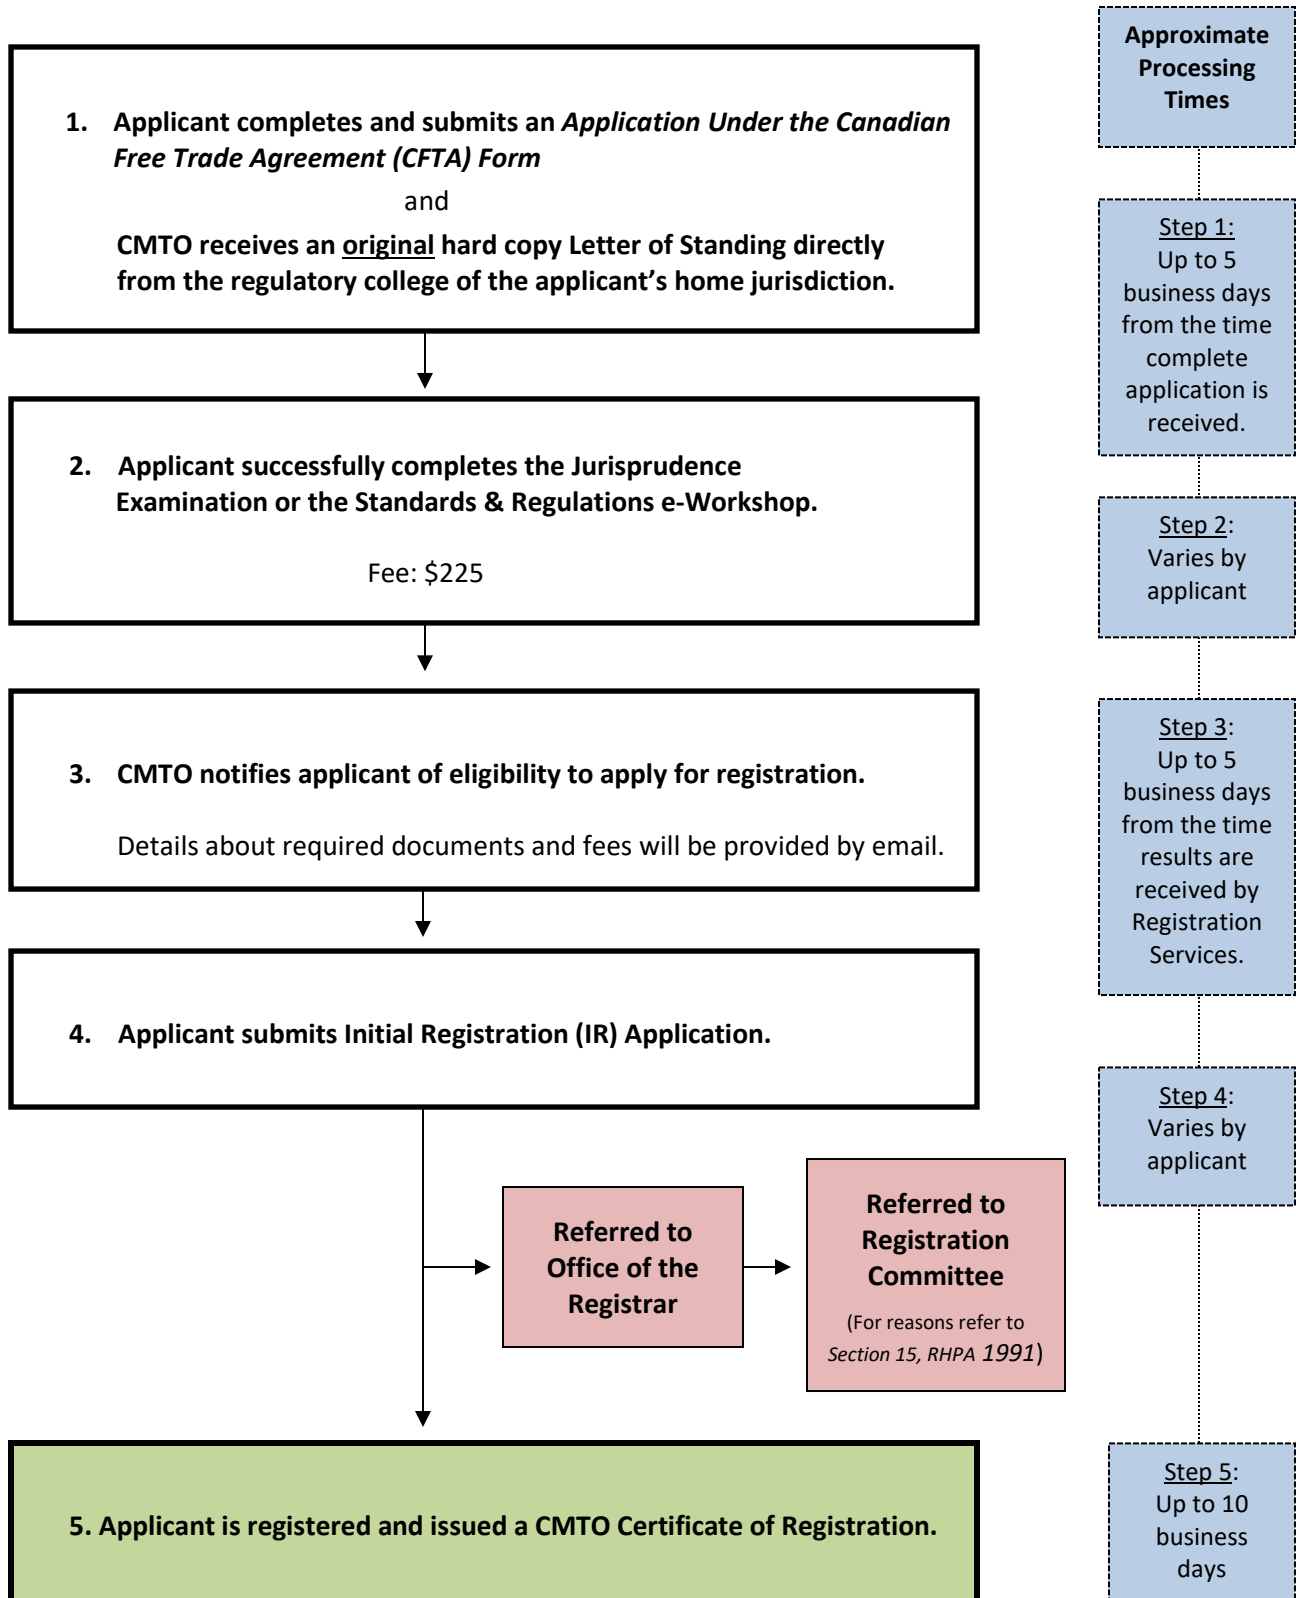 1. Applicant completes and submits an Application Under the Canadian
Free Trade Agreement (CFTA) Form
and
CMTO receives an original hard copy Letter of Standing directly
from the regulatory college of the applicant’s home jurisdiction.
2. Applicant successfully completes the Jurisprudence
Examination or the Standards & Regulations e-Workshop.
Fee: $225
3. CMTO notifies applicant of eligibility to apply for registration.
Details about required documents and fees will be provided by email.
4. Applicant submits Initial Registration (IR) Application.
Referred to
Office of the
Registrar
Referred to
Registration
Committee
(For reasons refer to
Section 15, RHPA 1991)
5. Applicant is registered and issued a CMTO Certificate of Registration.
Approximate
Processing
Times
Step 1:
Up to 5
business days
from the time
complete
application is
received.
Step 2:
Varies by
applicant
Step 3:
Up to 5
business days
from the time
results are
received by
Registration
Services.
Step 4:
Varies by
applicant
Step 5:
Up to 10
business
days